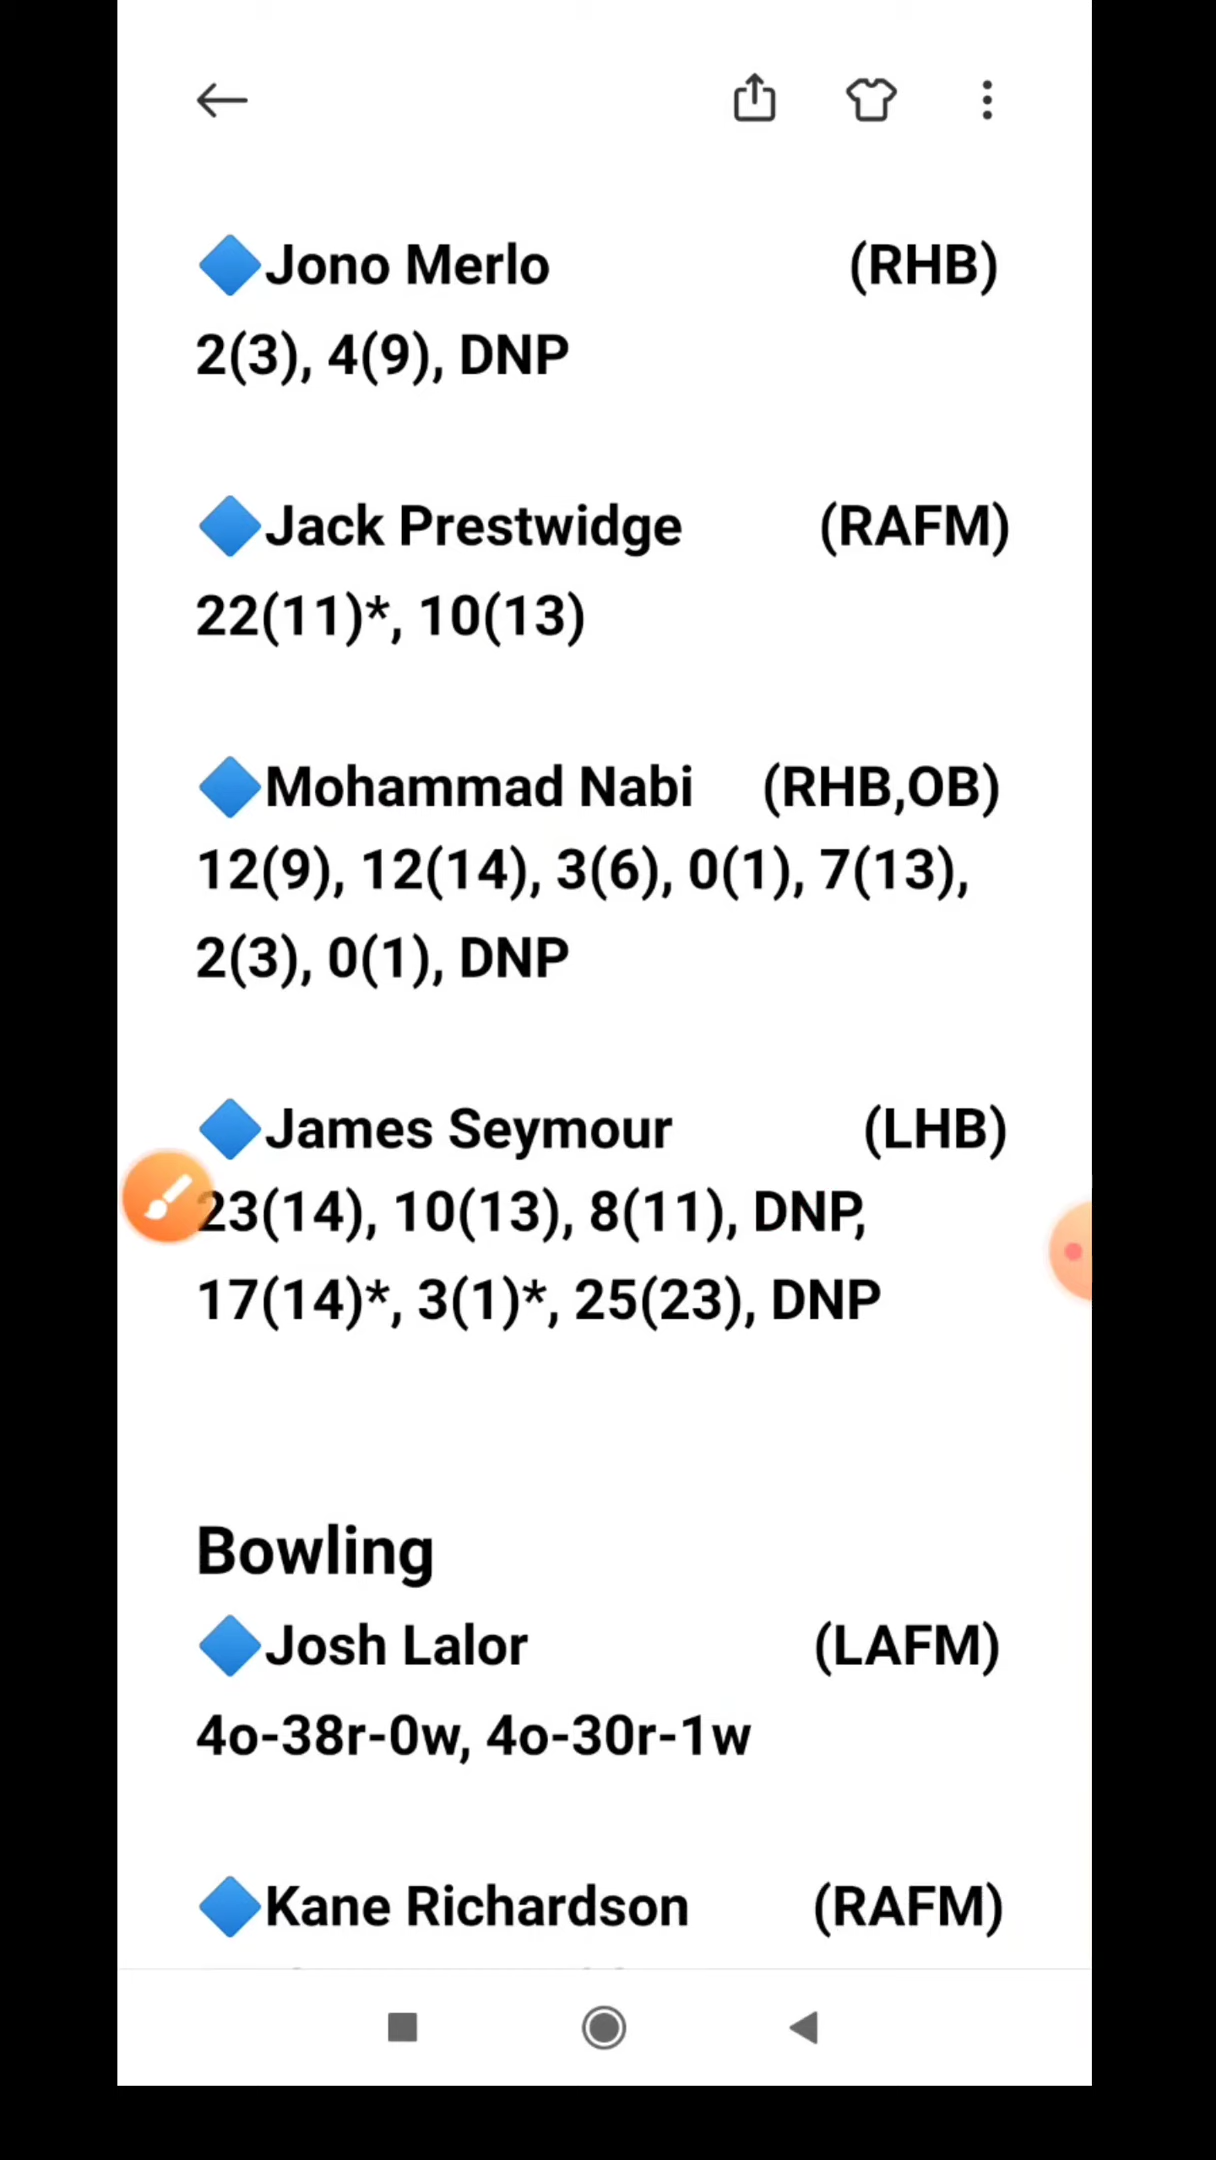 Jono Merlo (RHB)
2(3), 4(9), DNP
Jack Prestwidge (RAFM)
22(11)*, 10(13)
Mohammad Nabi (RHB,OB)
12(9), 12(14), 3(6), 0(1), 7(13),
2(3), 0(1), DNP
James Seymour (LHB)
23(14), 10(13), 8(11), DNP,
17(14)*, 3(1)*, 25(23), DNP
Bowling
Josh Lalor (LAFM)
4o-38r-0w, 4o-30r-1w
Kane Richardson (RAFM)